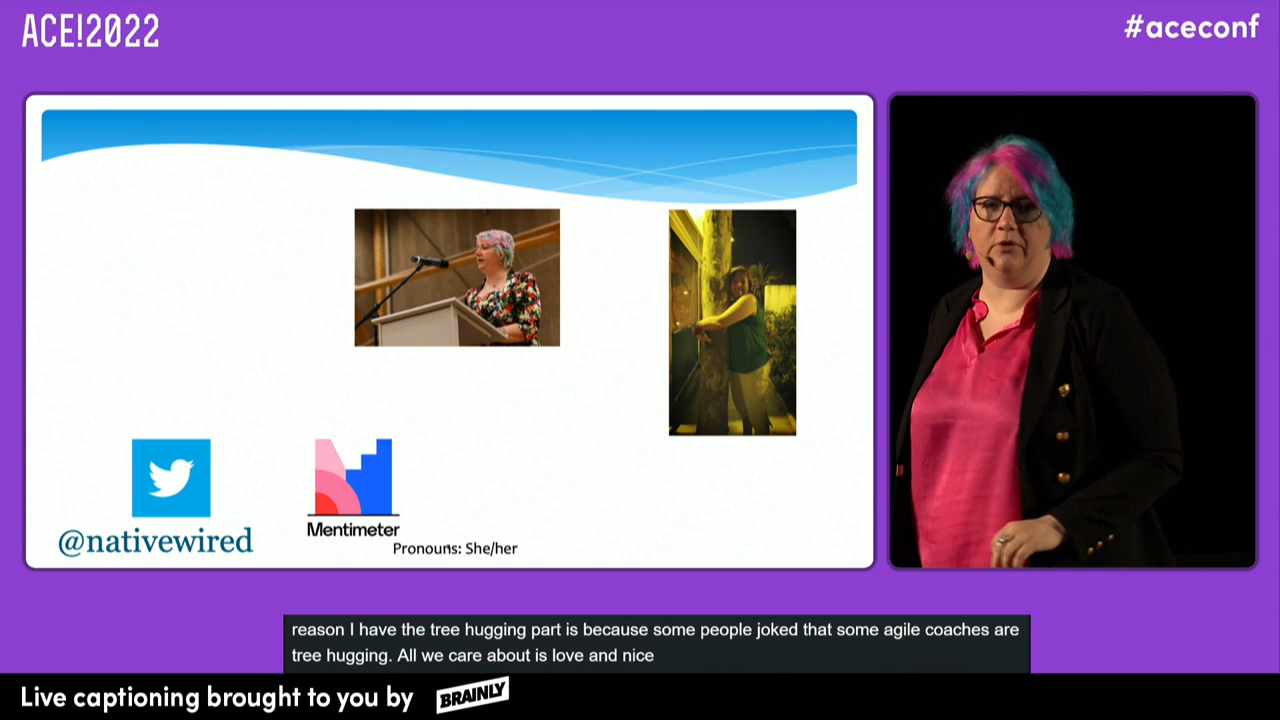 ACE!2022
#aceconf
@nativewired
Mentimeter
Pronouns: She/her
reason I have the tree hugging part is because some people joked that some agile coaches are
tree hugging. All we care about is love and nice
Live captioning brought to you by BRAINLY